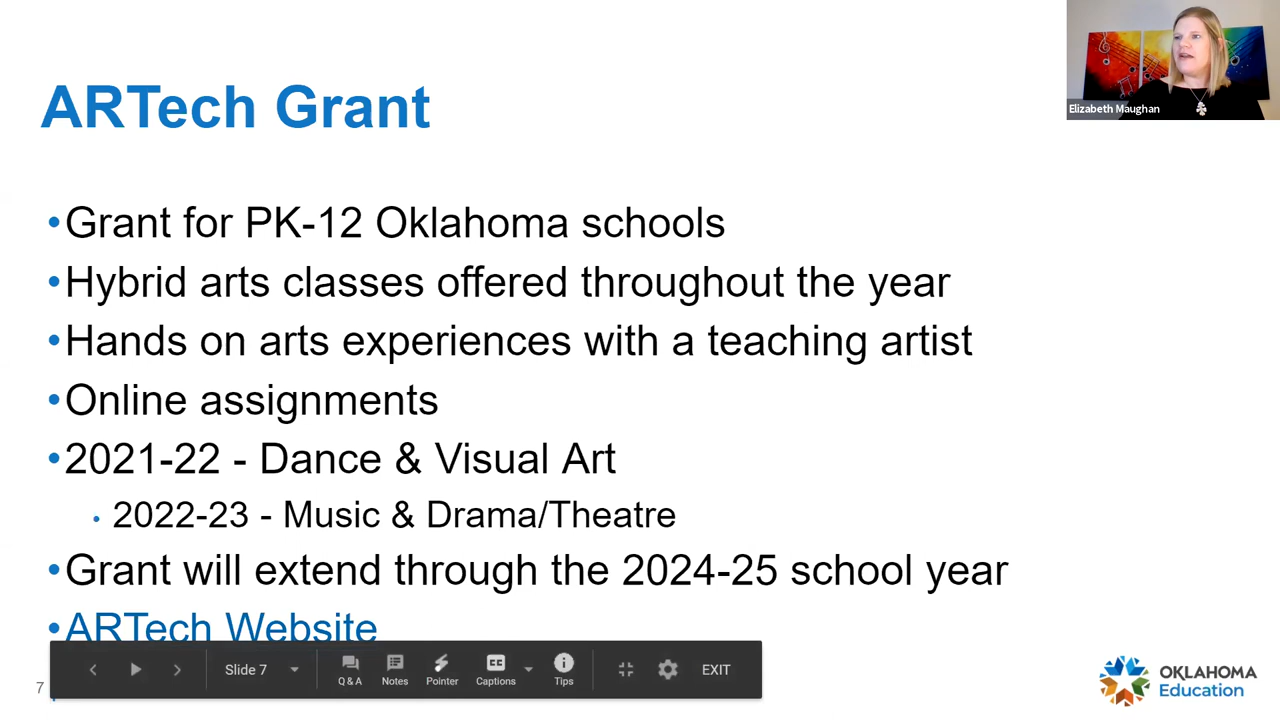 ARTech Grant
Elizabeth Maughan
•Grant for PK-12 Oklahoma schools
•Hybrid arts classes offered throughout the year
•Hands on arts experiences with a teaching artist
•Online assignments
•2021-22 - Dance & Visual Art
• 2022-23 - Music & Drama/Theatre
•Grant will extend through the 2024-25 school year
•ARTech Website
Slide 7
Q & A
Notes
Pointer
Captions
Tips
EXIT
7
OKLAHOMA
Education